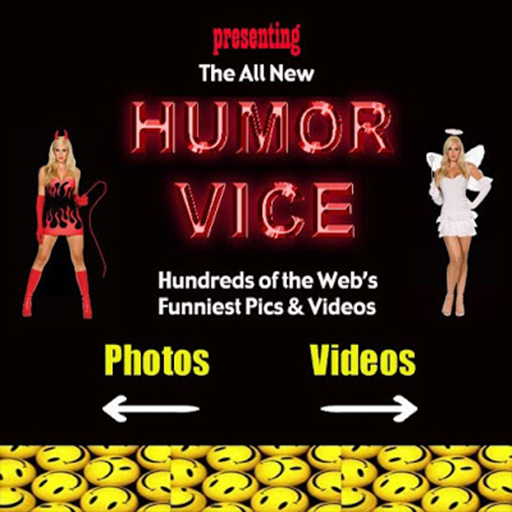 presenting
The All New
HUMOR
VICE
Hundreds of the Web's
Funniest Pics & Videos
Photos Videos